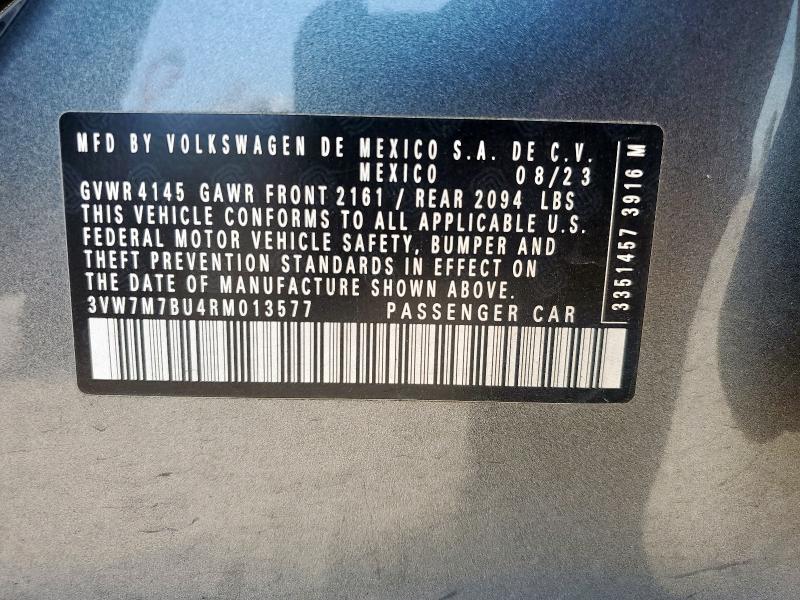 MFD BY VOLKSWAGEN DE MEXICO S.A. DE C.V.
MEXICO 08/23
GVWR 4145 GAWR FRONT 2161 / REAR 2094 LBS
THIS VEHICLE CONFORMS TO ALL APPLICABLE U.S.
FEDERAL MOTOR VEHICLE SAFETY, BUMPER AND
THEFT PREVENTION STANDARDS IN EFFECT ON
THE DATE OF MANUFACTURE SHOWN ABOVE.
3VW7M7BU4RM013577 PASSENGER CAR
3351457 3916 M